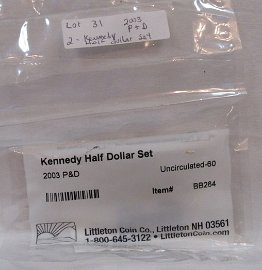 Lot 31 2003
P+D
2 - Kennedy
Half dollar Set
Kennedy Half Dollar Set
2003 P&D
Uncirculated-60
Item# BB284
Littleton Coin Co., Littleton NH 03561
1-800-645-3122 • LittletonCoin.com